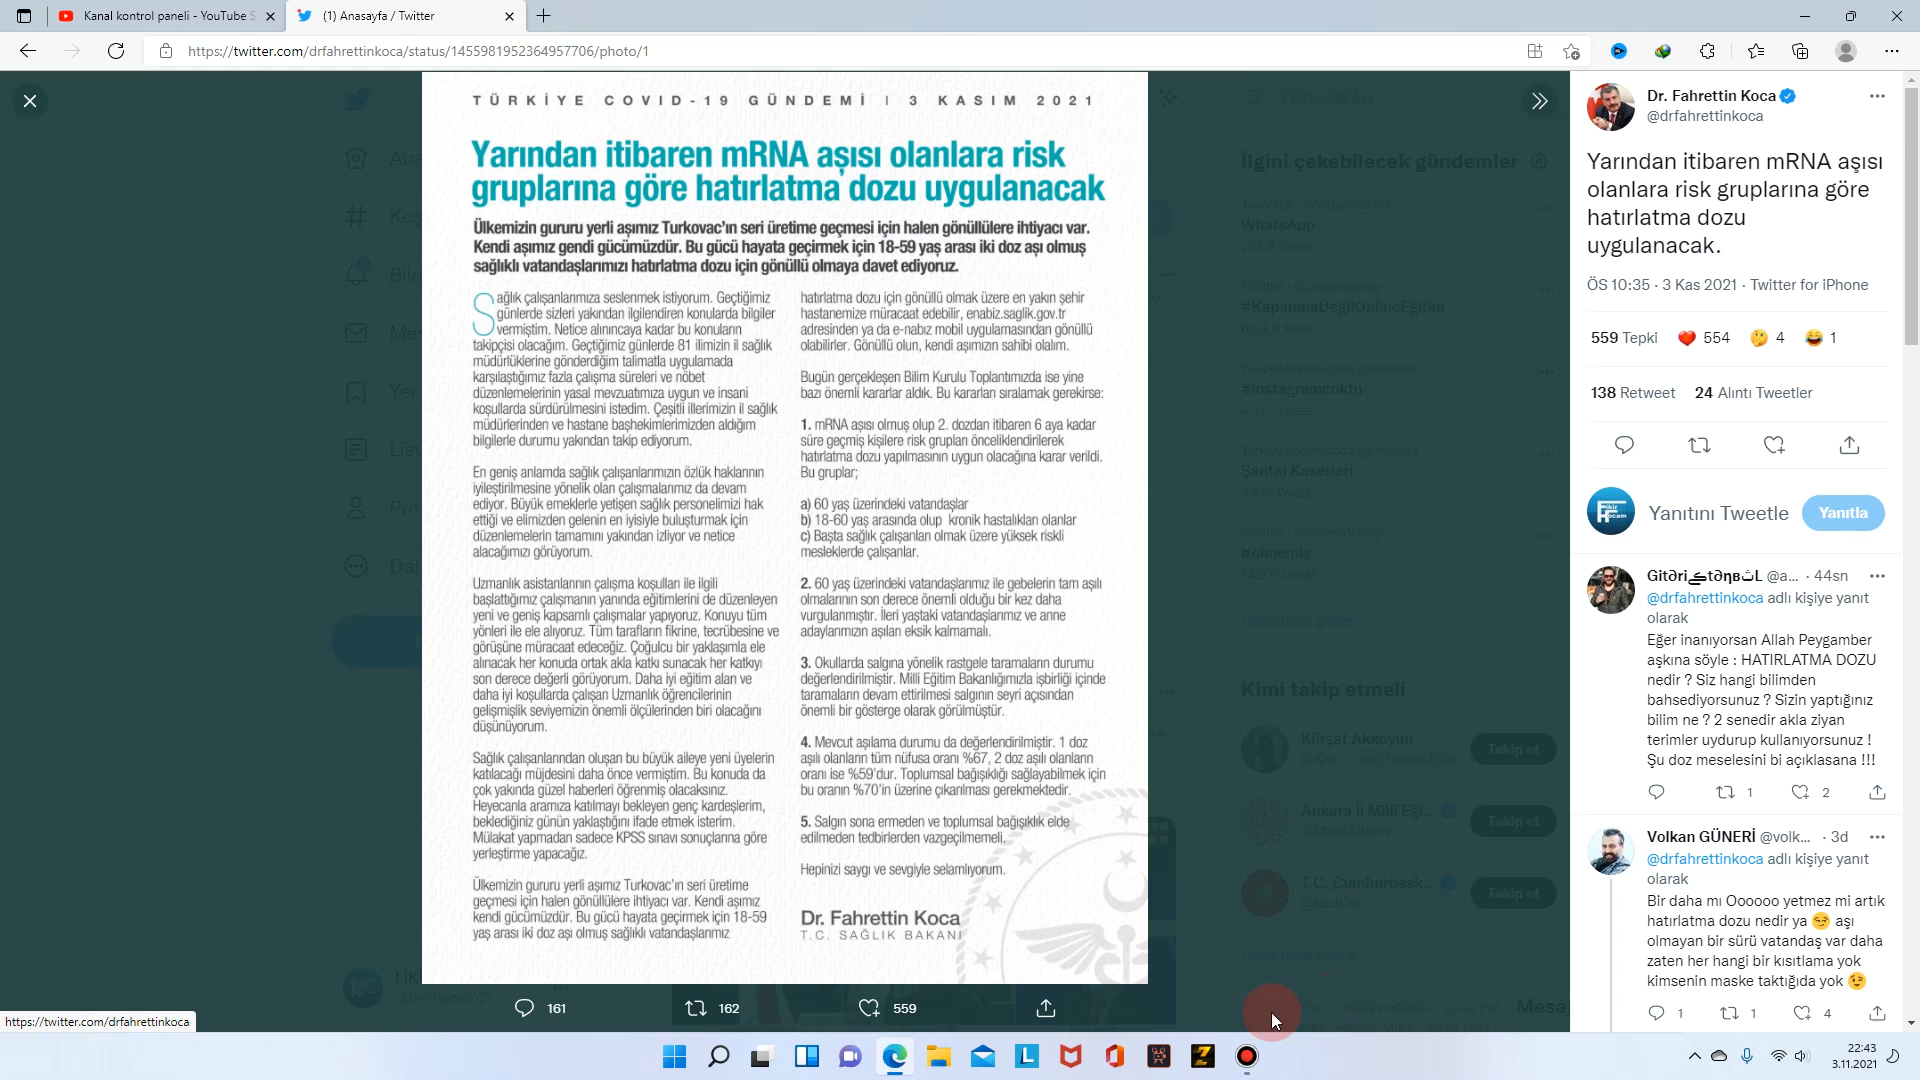 Kanal kontrol paneli - YouTube S
(1) Anasayfa / Twitter
https://twitter.com/drfahrettinkoca/status/1455981952364957706/photo/1
TÜRKİYE COVID-19 GÜNDEMİ | 3 KASIM 2021
Yarından itibaren mRNA aşısı olanlara risk
gruplarına göre hatırlatma dozu uygulanacak
Ülkemizin gururu yerli aşımız Turkovac'ın seri üretime geçmesi için halen gönüllülere ihtiyacı var.
Kendi aşımız gendi gücümüzdür. Bu gücü hayata geçirmek için 18-59 yaş arası iki doz aşı olmuş
sağlıklı vatandaşlarımızı hatırlatma dozu için gönüllü olmaya davet ediyoruz.
Sağlık çalışanlarımıza seslenmek istiyorum. Geçtiğimiz
günlerde sizleri yakından ilgilendiren konularda bilgiler
vermiştim. Netice alınıncaya kadar bu konuların
takipçisi olacağım. Geçtiğimiz günlerde 81 ilimizin il sağlık
müdürlüklerine gönderdiğim talimatla uygulamada
karşılaştığımız fazla çalışma süreleri ve nöbet
düzenlemelerinin yasal mevzuatımıza uygun ve insani
koşullarda sürdürülmesini istedim. Çeşitli illerimizin il sağlık
müdürlerinden ve hastane başhekimlerimizden aldığım
bilgilerle durumu yakından takip ediyorum.
En geniş anlamda sağlık çalışanlarımızın özlük haklarının
iyileştirilmesine yönelik olan çalışmalarımız da devam
ediyor. Büyük emeklerle yetişen sağlık personelimizi hak
ettiği ve elimizden gelenin en iyisiyle buluşturmak için
düzenlemelerin tamamını yakından izliyor ve netice
alacağımızı görüyorum.
Uzmanlık asistanlarının çalışma koşulları ile ilgili
başlattığımız çalışmanın yanında eğitimlerini de düzenleyen
yeni ve geniş kapsamlı çalışmalar yapıyoruz. Konuyu tüm
yönleri ile ele alıyoruz. Tüm tarafların fikrine, tecrübesine ve
görüşüne müracaat edeceğiz. Çoğulcu bir yaklaşımla ele
alınacak her konuda ortak akla katkı sunacak her katkıyı
son derece değerli görüyorum. Daha iyi eğitim alan ve
daha iyi koşullarda çalışan Uzmanlık öğrencilerinin
gelişmişlik seviyemizin önemli ölçülerinden biri olacağını
düşünüyorum.
Sağlık çalışanlarından oluşan bu büyük aileye yeni üyelerin
katılacağı müjdesini daha önce vermiştim. Bu konuda da
çok yakında güzel haberleri öğrenmiş olacaksınız.
Heyecanla aramıza katılmayı bekleyen genç kardeşlerim,
beklediğiniz günün yaklaştığını ifade etmek isterim.
Mülakat yapmadan sadece KPSS sınavı sonuçlarına göre
yerleştirme yapacağız.
Ülkemizin gururu yerli aşımız Turkovac'ın seri üretime
geçmesi için halen gönüllülere ihtiyacı var. Kendi aşımız
kendi gücümüzdür. Bu gücü hayata geçirmek için 18-59
yaş arası iki doz aşı olmuş sağlıklı vatandaşlarımız
hatırlatma dozu için gönüllü olmak üzere en yakın şehir
hastanemize müracaat edebilir, enabiz.saglik.gov.tr
adresinden ya da e-nabız mobil uygulamasından gönüllü
olabilirler. Gönüllü olun, kendi aşımızın sahibi olalım.
Bugün gerçekleşen Bilim Kurulu Toplantımızda ise yine
bazı önemli kararlar aldık. Bu kararları sıralamak gerekirse:
1. mRNA aşısı olmuş olup 2. dozdan itibaren 6 aya kadar
süre geçmiş kişilere risk grupları önceliklendirilerek
hatırlatma dozu yapılmasının uygun olacağına karar verildi.
Bu gruplar;
a) 60 yaş üzerindeki vatandaşlar
b) 18-60 yaş arasında olup kronik hastalıkları olanlar
c) Başta sağlık çalışanları olmak üzere yüksek riskli
mesleklerde çalışanlar.
2. 60 yaş üzerindeki vatandaşlarımız ile gebelerin tam aşılı
olmalarının son derece önemli olduğu bir kez daha
vurgulanmıştır. İleri yaştaki vatandaşlarımız ve anne
adaylarımızın aşıları eksik kalmamalı.
3. Okullarda salgına yönelik rastgele taramaların durumu
değerlendirilmiştir. Milli Eğitim Bakanlığımızla işbirliği içinde
taramaların devam ettirilmesi salgının seyri açısından
önemli bir gösterge olarak görülmüştür.
4. Mevcut aşılama durumu da değerlendirilmiştir. 1 doz
aşılı olanların tüm nüfusa oranı %67, 2 doz aşılı olanların
oranı ise %59'dur. Toplumsal bağışıklığı sağlayabilmek için
bu oranın %70'in üzerine çıkarılması gerekmektedir.
5. Salgın sona ermeden ve toplumsal bağışıklık elde
edilmeden tedbirlerden vazgeçilmemeli.
Hepinizi saygı ve sevgiyle selamlıyorum.
Dr. Fahrettin Koca
T.C. SAĞLIK BAKANI
161
162
559
İlgini çekebilecek gündemler
WhatsApp
#KapanmaDeğilOnlineEğitim
#instagramçoktu
Şantaj Kasetleri
#ölmemiş
Kimi takip etmeli
Kürşat Akkoyun
Takip et
Ankara İl Millî Eği...
Takip et
T.C. Cumhurbaşk...
Takip et
Mesaj
Dr. Fahrettin Koca
@drfahrettinkoca
Yarından itibaren mRNA aşısı
olanlara risk gruplarına göre
hatırlatma dozu
uygulanacak.
ÖS 10:35 · 3 Kas 2021 · Twitter for iPhone
559 Tepki 554 4 1
138 Retweet 24 Alıntı Tweetler
Fikir Hocam
Yanıtını Tweetle
Yanıtla
@a... · 44sn
@drfahrettinkoca adlı kişiye yanıt
olarak
Eğer inanıyorsan Allah Peygamber
aşkına söyle : HATIRLATMA DOZU
nedir ? Siz hangi bilimden
bahsediyorsunuz ? Sizin yaptığınız
bilim ne ? 2 senedir akla ziyan
terimler uydurup kullanıyorsunuz !
Şu doz meselesini bi açıklasana !!!
1 2
Volkan GÜNERİ @volk... · 3d
@drfahrettinkoca adlı kişiye yanıt
olarak
Bir daha mı Oooooo yetmez mi artık
hatırlatma dozu nedir ya 😏 aşı
olmayan bir sürü vatandaş var daha
zaten her hangi bir kısıtlama yok
kimsenin maske taktığıda yok 😉
1 1 4
https://twitter.com/drfahrettinkoca
22:43
3.11.2021